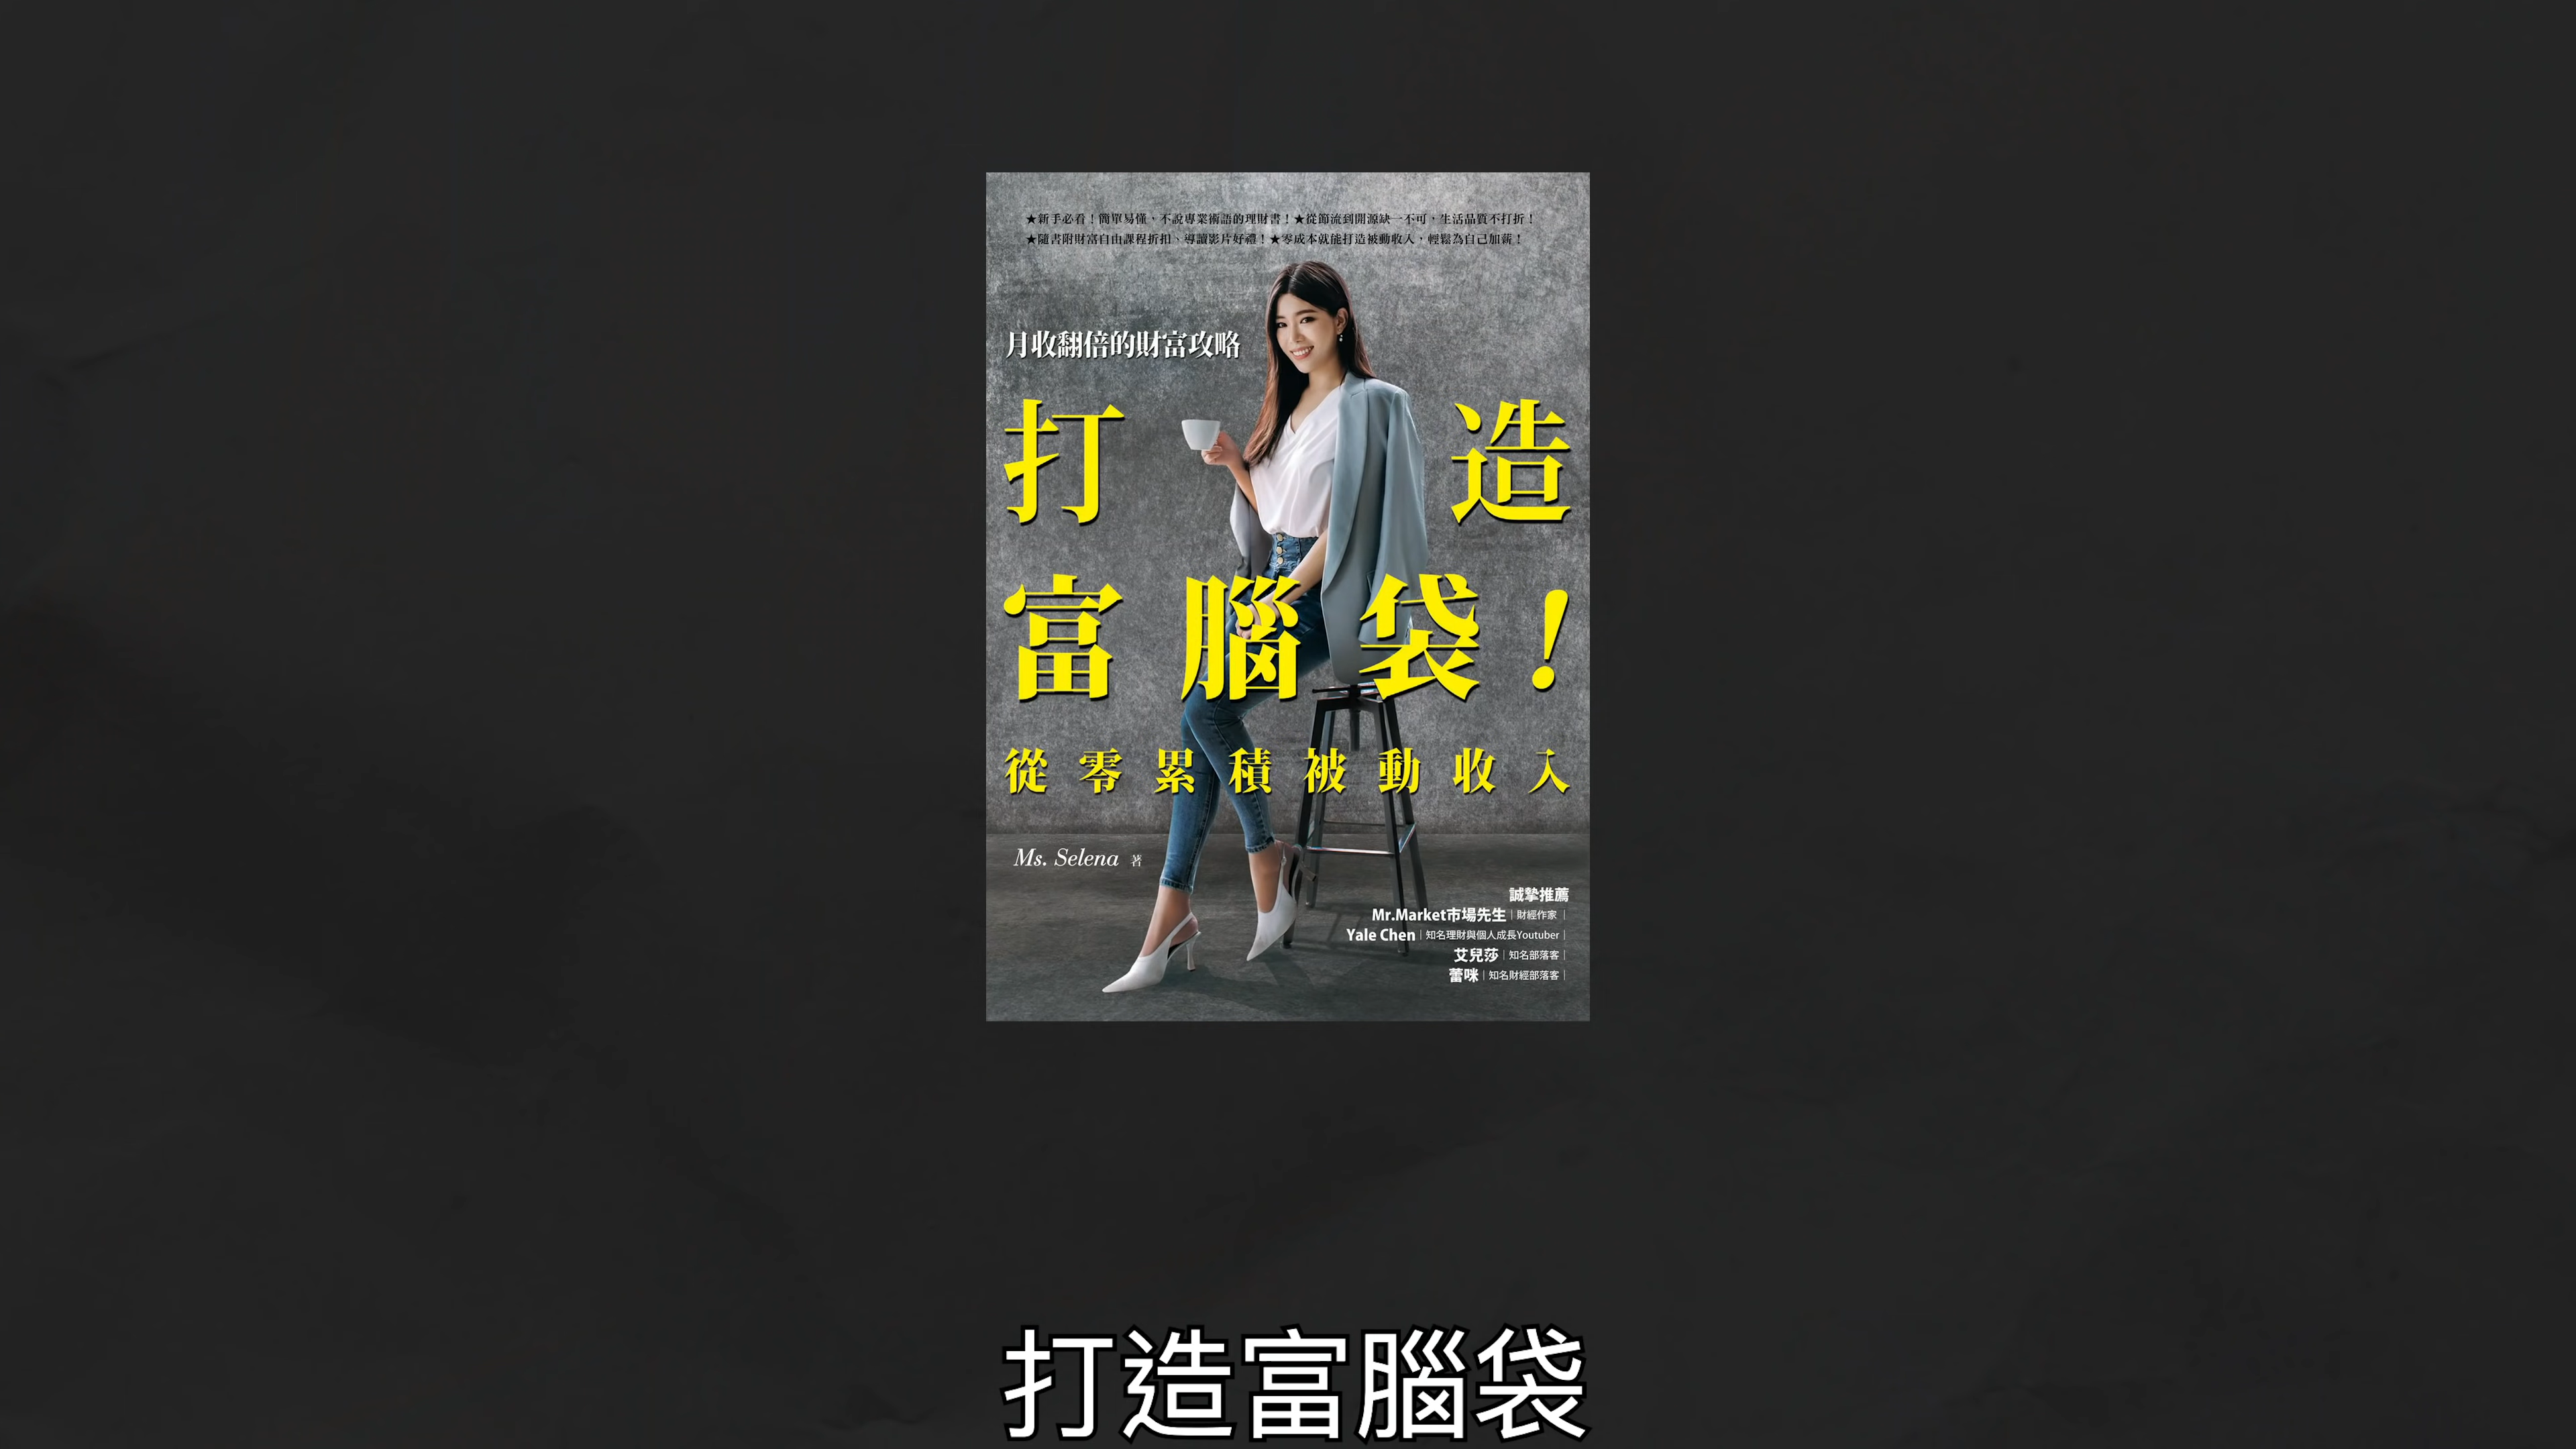 ★新手必看！簡單易懂，不說專業術語的理財書！★從節流到開源缺一不可，生活品質不打折！
★隨書附財富自由課程折扣、導讀影片好禮！★零成本就能打造被動收入，輕鬆為自己加薪！
月收翻倍的財富攻略
打造
富腦袋！
從零累積被動收入
Ms. Selena 著
誠摯推薦
Mr.Market市場先生｜財經作家｜
Yale Chen｜知名理財與個人成長Youtuber｜
艾兒莎｜知名部落客｜
蕾咪｜知名財經部落客｜
打造富腦袋